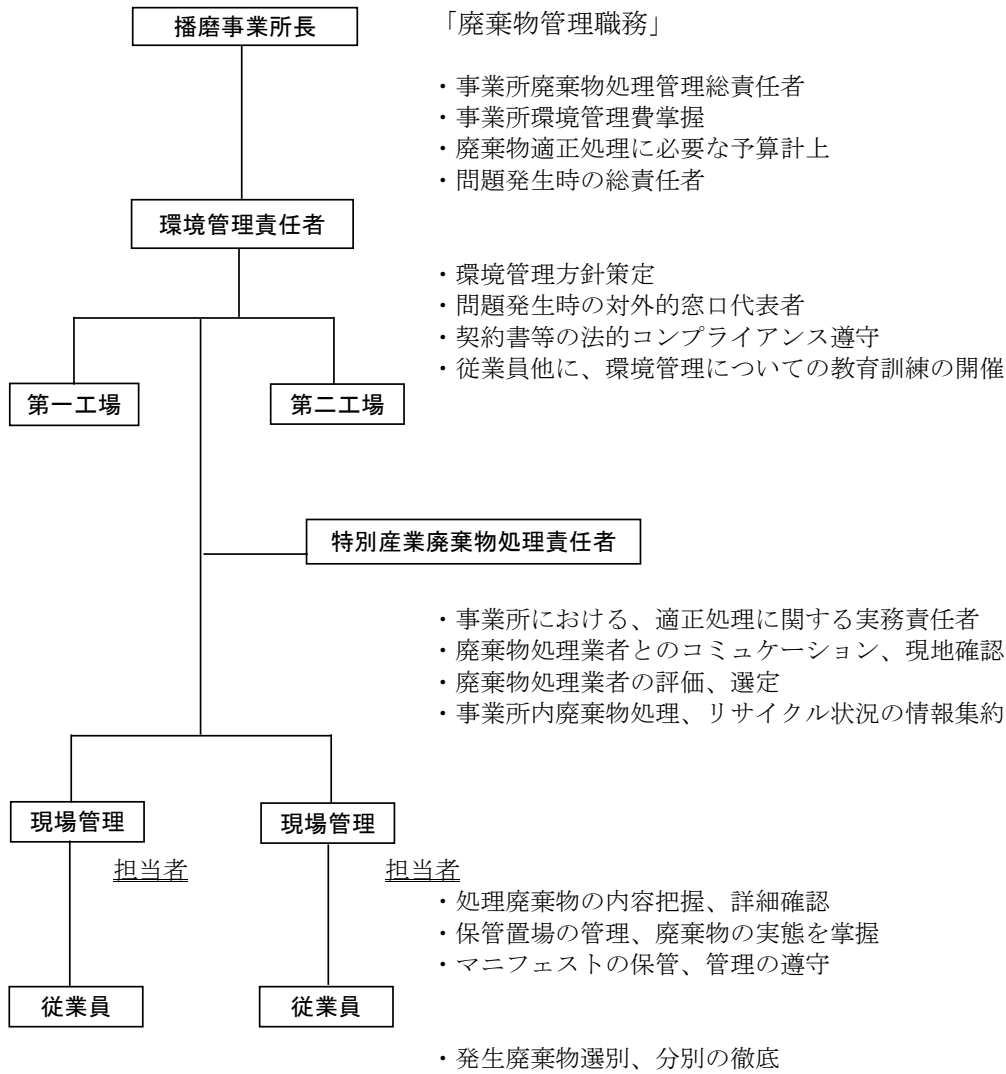 播磨事業所長
「廃棄物管理職務」
・事業所廃棄物処理管理総責任者
・事業所環境管理費掌握
・廃棄物適正処理に必要な予算計上
・問題発生時の総責任者
環境管理責任者
・環境管理方針策定
・問題発生時の対外的窓口代表者
・契約書等の法的コンプライアンス遵守
・従業員他に、環境管理についての教育訓練の開催
第一工場
第二工場
特別産業廃棄物処理責任者
・事業所における、適正処理に関する実務責任者
・廃棄物処理業者とのコミュケーション、現地確認
・廃棄物処理業者の評価、選定
・事業所内廃棄物処理、リサイクル状況の情報集約
現場管理
現場管理
担当者
担当者
・処理廃棄物の内容把握、詳細確認
・保管置場の管理、廃棄物の実態を掌握
・マニフェストの保管、管理の遵守
従業員
従業員
・発生廃棄物選別、分別の徹底